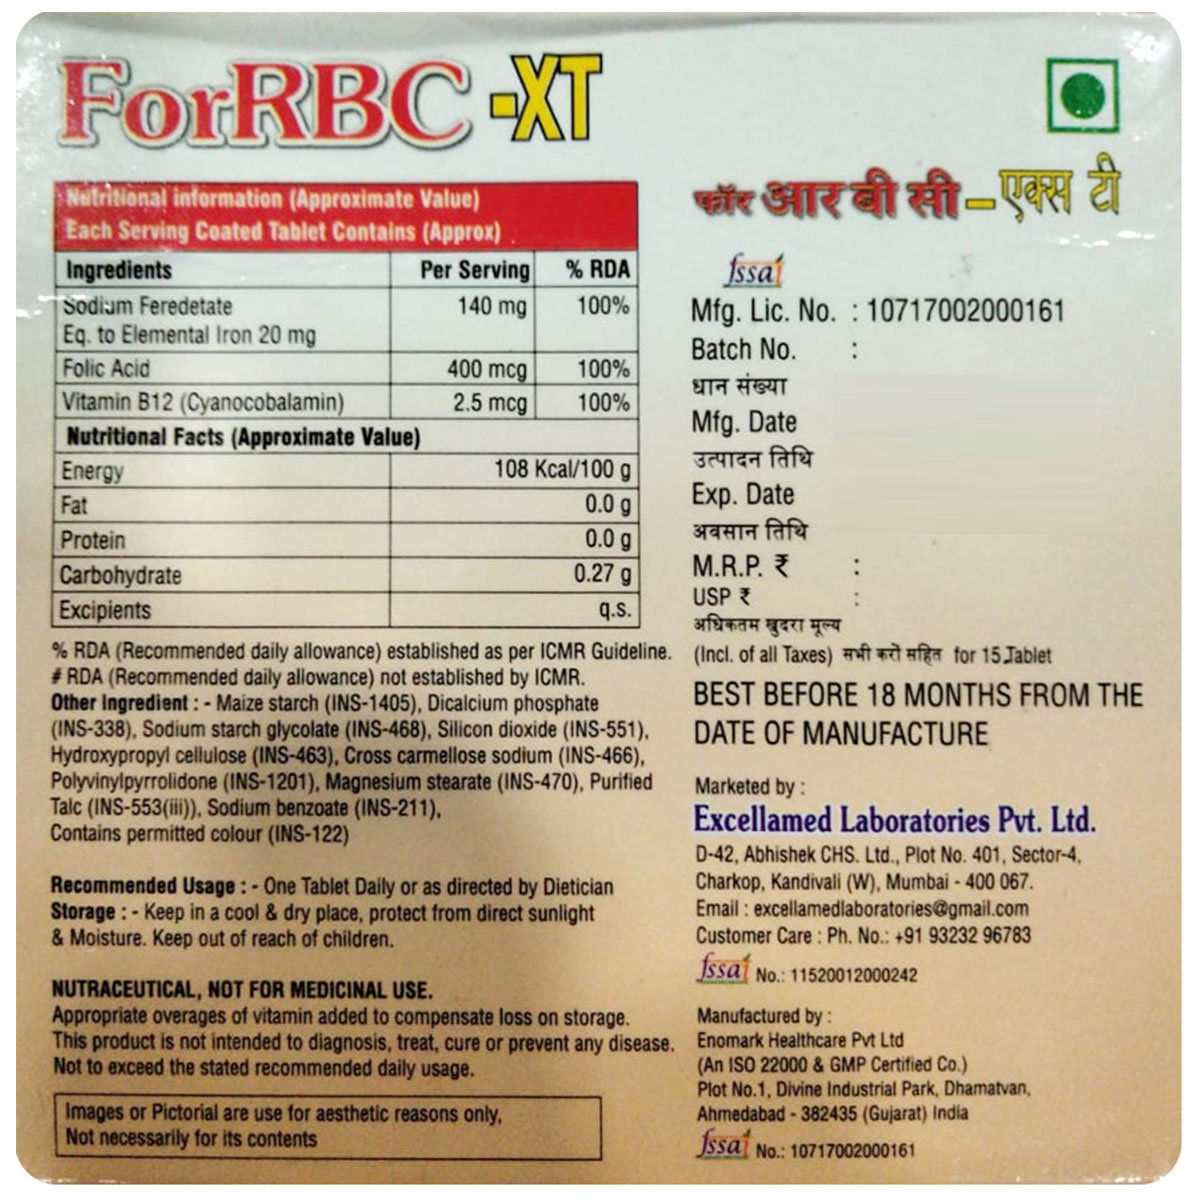 ForRBC -XT
Nutritional information (Approximate Value)
Each Serving Coated Tablet Contains (Approx)
Ingredients Per Serving % RDA
Sodium Feredetate 140 mg 100%
Eq. to Elemental Iron 20 mg
Folic Acid 400 mcg 100%
Vitamin B12 (Cyanocobalamin) 2.5 mcg 100%
Nutritional Facts (Approximate Value)
Energy 108 Kcal/100 g
Fat 0.0 g
Protein 0.0 g
Carbohydrate 0.27 g
Excipients q.s.
% RDA (Recommended daily allowance) established as per ICMR Guideline.
# RDA (Recommended daily allowance) not established by ICMR.
Other Ingredient : - Maize starch (INS-1405), Dicalcium phosphate
(INS-338), Sodium starch glycolate (INS-468), Silicon dioxide (INS-551),
Hydroxypropyl cellulose (INS-463), Cross carmellose sodium (INS-466),
Polyvinylpyrrolidone (INS-1201), Magnesium stearate (INS-470), Purified
Talc (INS-553(iii)), Sodium benzoate (INS-211),
Contains permitted colour (INS-122)
Recommended Usage : - One Tablet Daily or as directed by Dietician
Storage : - Keep in a cool & dry place, protect from direct sunlight
& Moisture. Keep out of reach of children.
NUTRACEUTICAL, NOT FOR MEDICINAL USE.
Appropriate overages of vitamin added to compensate loss on storage.
This product is not intended to diagnosis, treat, cure or prevent any disease.
Not to exceed the stated recommended daily usage.
Images or Pictorial are use for aesthetic reasons only,
Not necessarily for its contents
फॉर आर बी सी – एक्स टी
fssai
Mfg. Lic. No. : 10717002000161
Batch No. :
धान संख्या
Mfg. Date
उत्पादन तिथि
Exp. Date
अवसान तिथि
M.R.P. ₹ :
USP ₹ :
अधिकतम खुदरा मूल्य
(Incl. of all Taxes) सभी करों सहित for 15 Tablet
BEST BEFORE 18 MONTHS FROM THE
DATE OF MANUFACTURE
Marketed by :
Excellamed Laboratories Pvt. Ltd.
D-42, Abhishek CHS. Ltd., Plot No. 401, Sector-4,
Charkop, Kandivali (W), Mumbai - 400 067.
Email : excellamedlaboratories@gmail.com
Customer Care : Ph. No.: +91 93232 96783
fssai No.: 11520012000242
Manufactured by :
Enomark Healthcare Pvt Ltd
(An ISO 22000 & GMP Certified Co.)
Plot No.1, Divine Industrial Park, Dhamatvan,
Ahmedabad - 382435 (Gujarat) India
fssai No.: 10717002000161